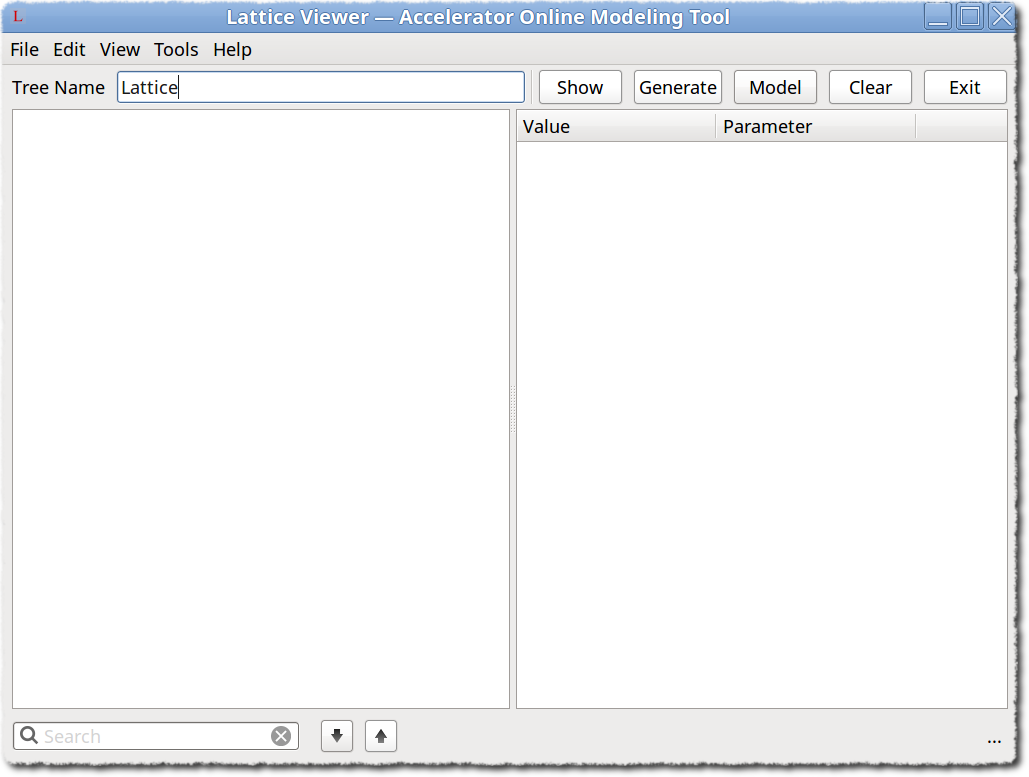 L Lattice Viewer — Accelerator Online Modeling Tool
File Edit View Tools Help
Tree Name Lattice Show Generate Model Clear Exit
Value Parameter
Search ...